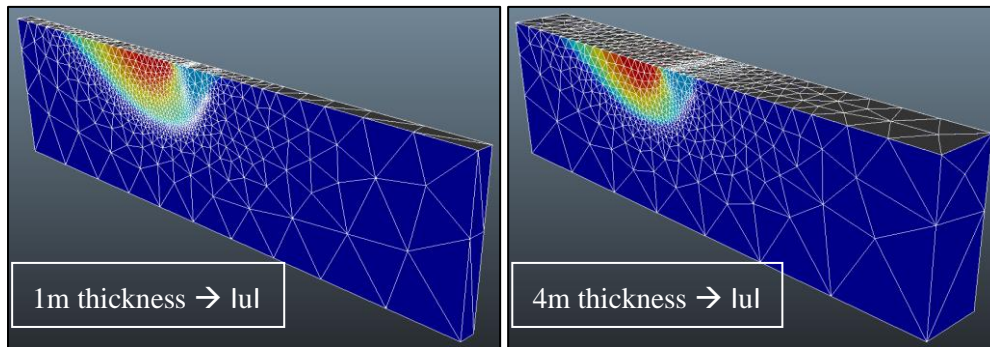 1m thickness → |u|
4m thickness → |u|